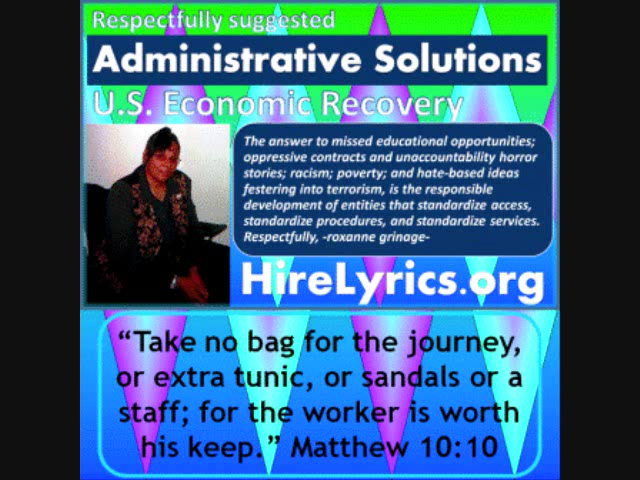 Respectfully suggested
Administrative Solutions
U.S. Economic Recovery
The answer to missed educational opportunities;
oppressive contracts and unaccountability horror
stories; racism; poverty; and hate-based ideas
festering into terrorism, is the responsible
development of entities that standardize access,
standardize procedures, and standardize services.
Respectfully, -roxanne grinage-
HireLyrics.org
“Take no bag for the journey,
or extra tunic, or sandals or a
staff; for the worker is worth
his keep.” Matthew 10:10